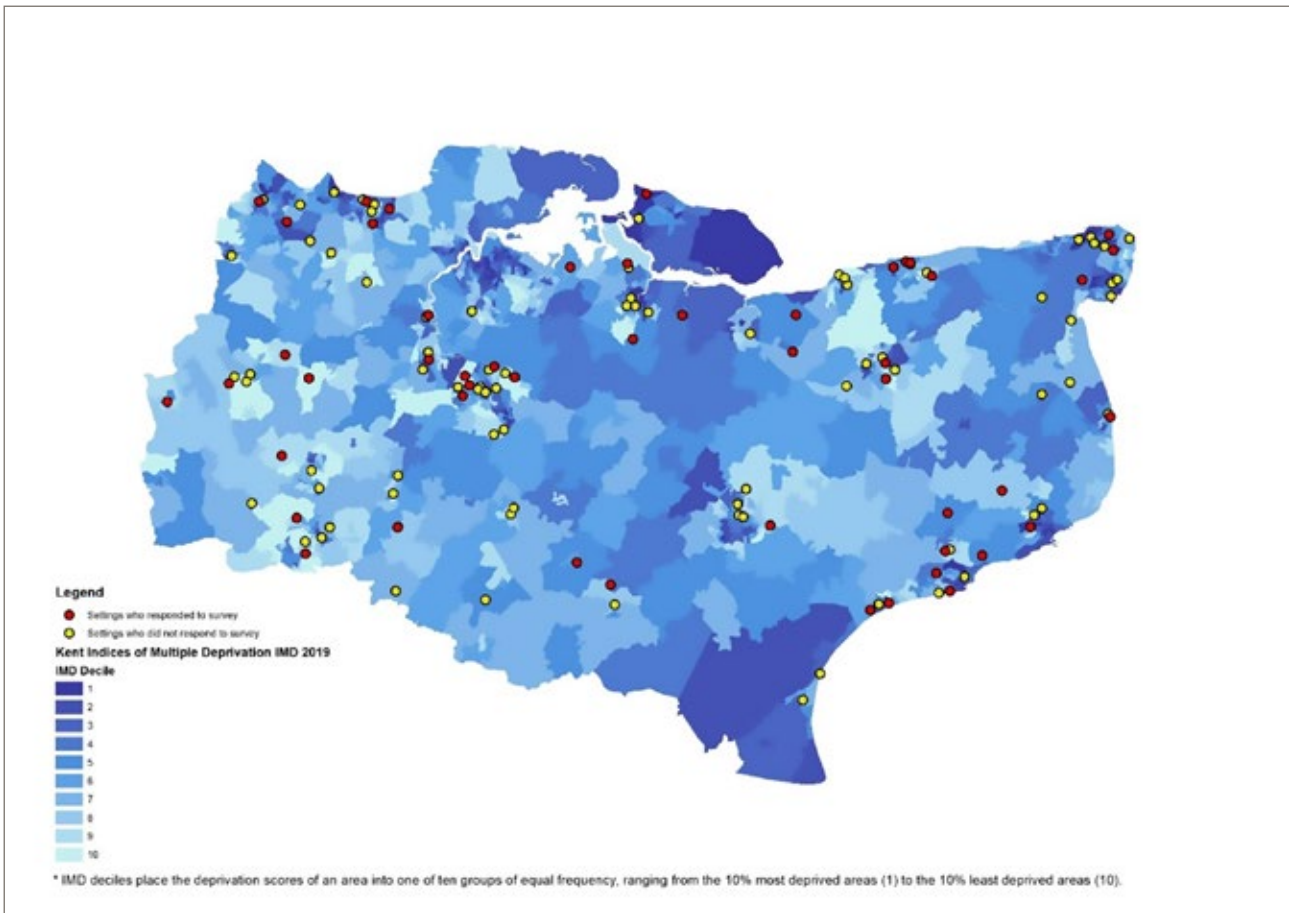 Legend
Settings who responded to survey
Settings who did not respond to survey
Kent Indices of Multiple Deprivation IMD 2019
IMD Decile
1
2
3
4
5
6
7
8
9
10
* IMD deciles place the deprivation scores of an area into one of ten groups of equal frequency, ranging from the 10% most deprived areas (1) to the 10% least deprived areas (10).